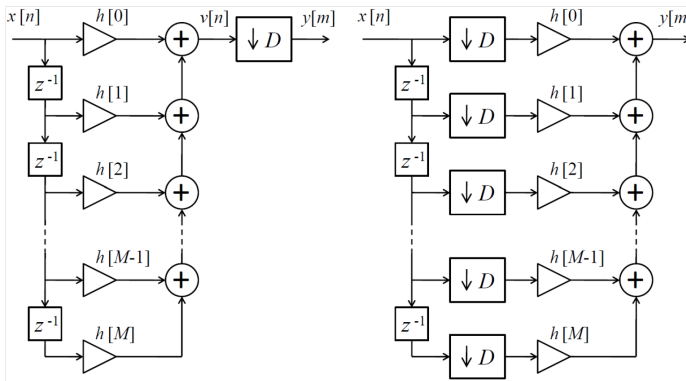 x[n] h[0] v[n] ↓ D y[m]
z⁻¹
h[1]
z⁻¹
h[2]
h[M-1]
z⁻¹
h[M]
x[n] ↓ D h[0] y[m]
z⁻¹
↓ D h[1]
z⁻¹
↓ D h[2]
↓ D h[M-1]
z⁻¹
↓ D h[M]